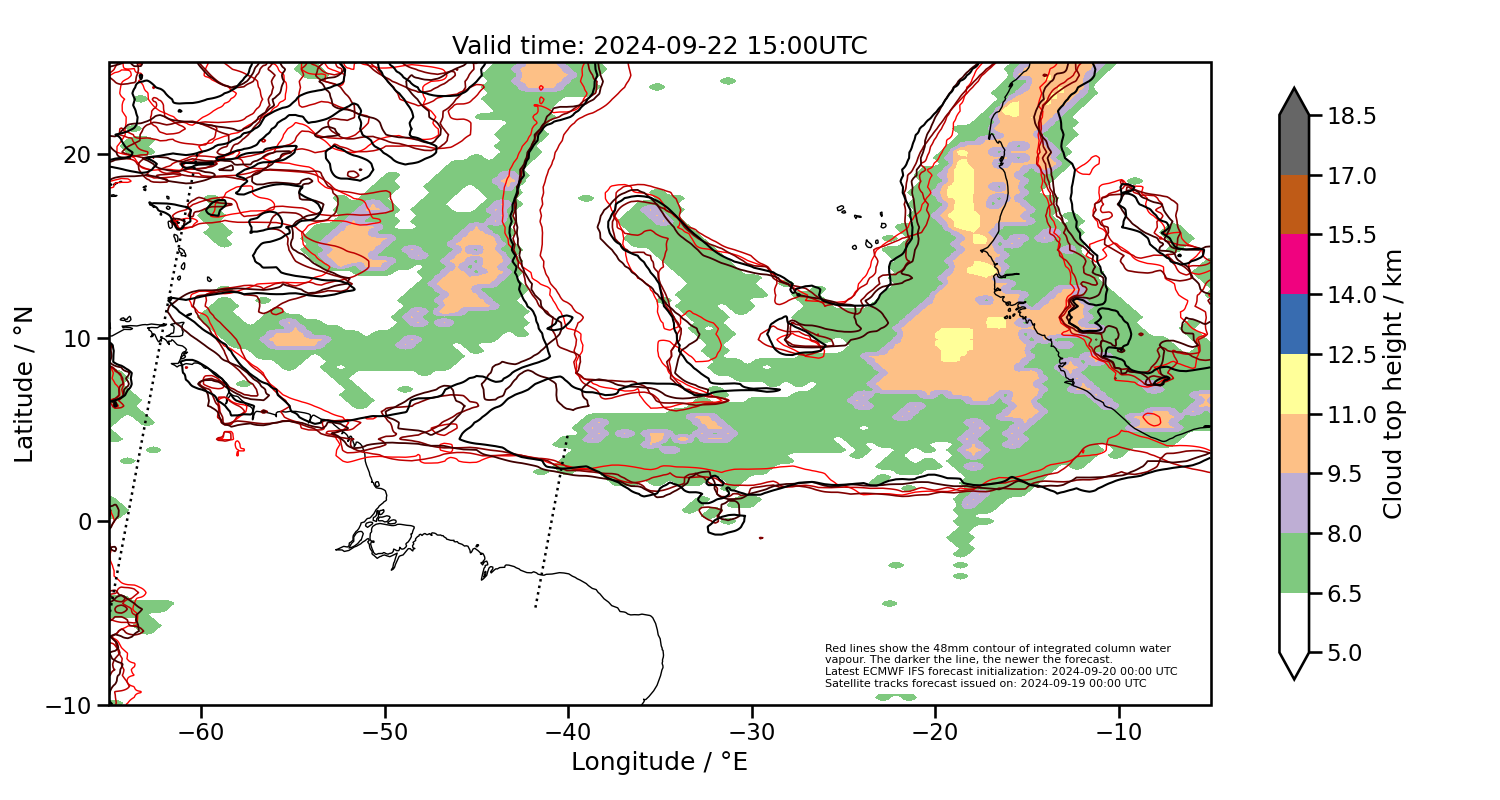 Valid time: 2024-09-22 15:00UTC
Latitude / °N
20
10
0
−10
−60
−50
−40
−30
−20
−10
Longitude / °E
Red lines show the 48mm contour of integrated column water
vapour. The darker the line, the newer the forecast.
Latest ECMWF IFS forecast initialization: 2024-09-20 00:00 UTC
Satellite tracks forecast issued on: 2024-09-19 00:00 UTC
18.5
17.0
15.5
14.0
12.5
11.0
9.5
8.0
6.5
5.0
Cloud top height / km